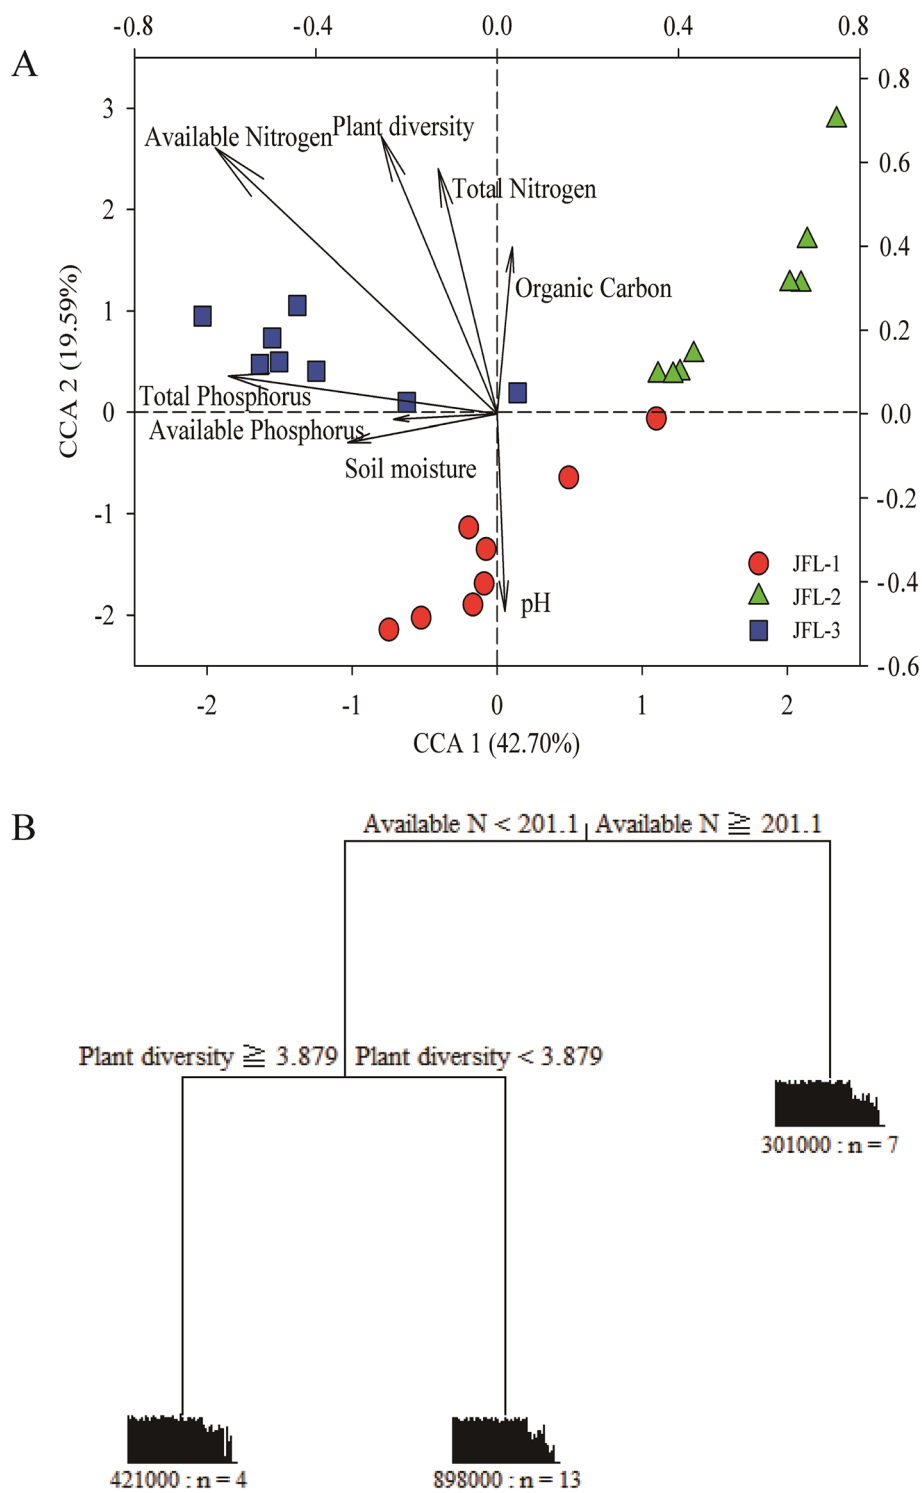 -0.8 -0.4 0.0 0.4 0.8
A
3
2
1
0
-1
-2
CCA 2 (19.59%)
0.8
0.6
0.4
0.2
0.0
-0.2
-0.4
-0.6
Available Nitrogen
Plant diversity
Total Nitrogen
Organic Carbon
Total Phosphorus
Available Phosphorus
Soil moisture
pH
JFL-1
JFL-2
JFL-3
-2 -1 0 1 2
CCA 1 (42.70%)
B
Available N < 201.1 Available N ≧ 201.1
Plant diversity ≧ 3.879 Plant diversity < 3.879
301000 : n = 7
421000 : n = 4
898000 : n = 13